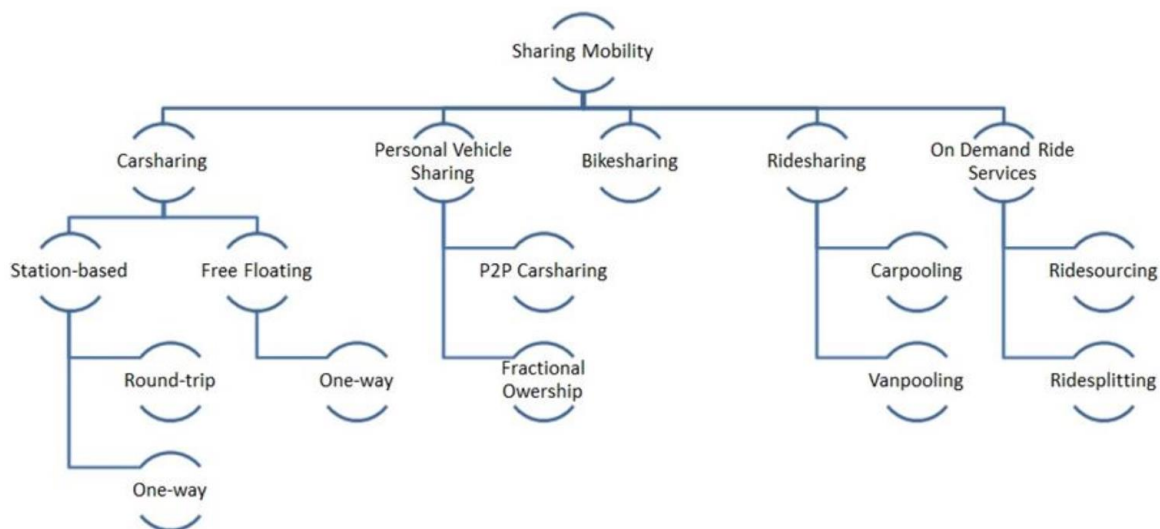 Sharing Mobility
Carsharing
Personal Vehicle
Sharing
Bikesharing
Ridesharing
On Demand Ride
Services
Station-based
Free Floating
P2P Carsharing
Carpooling
Ridesourcing
Round-trip
One-way
Fractional
Owership
Vanpooling
Ridesplitting
One-way